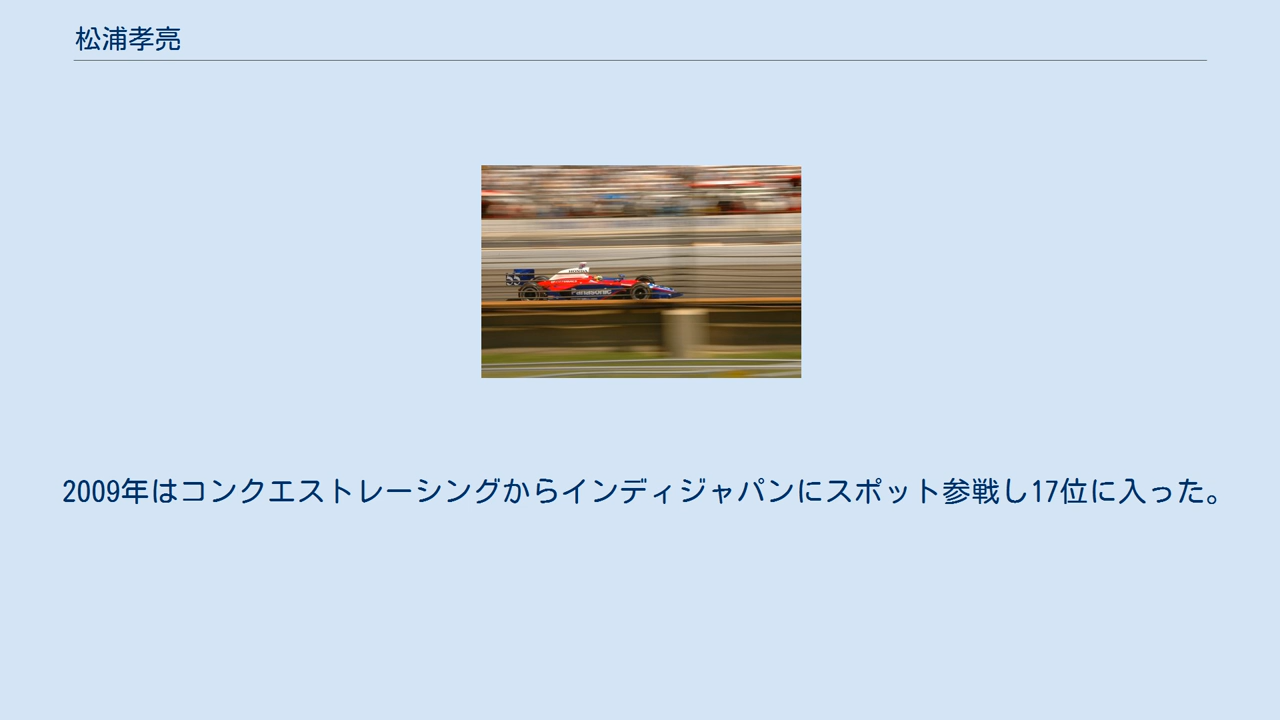 松浦孝亮
55
Panasonic
2009年はコンクエストレーシングからインディジャパンにスポット参戦し17位に入った。